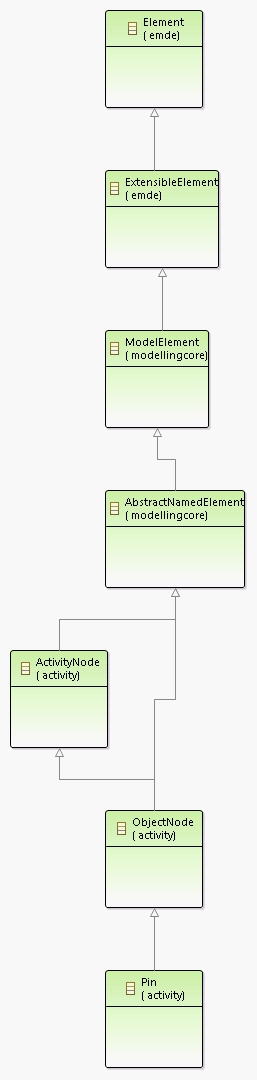 Element
( emde)
ExtensibleElement
( emde)
ModelElement
( modellingcore)
AbstractNamedElement
( modellingcore)
ActivityNode
( activity)
ObjectNode
( activity)
Pin
( activity)